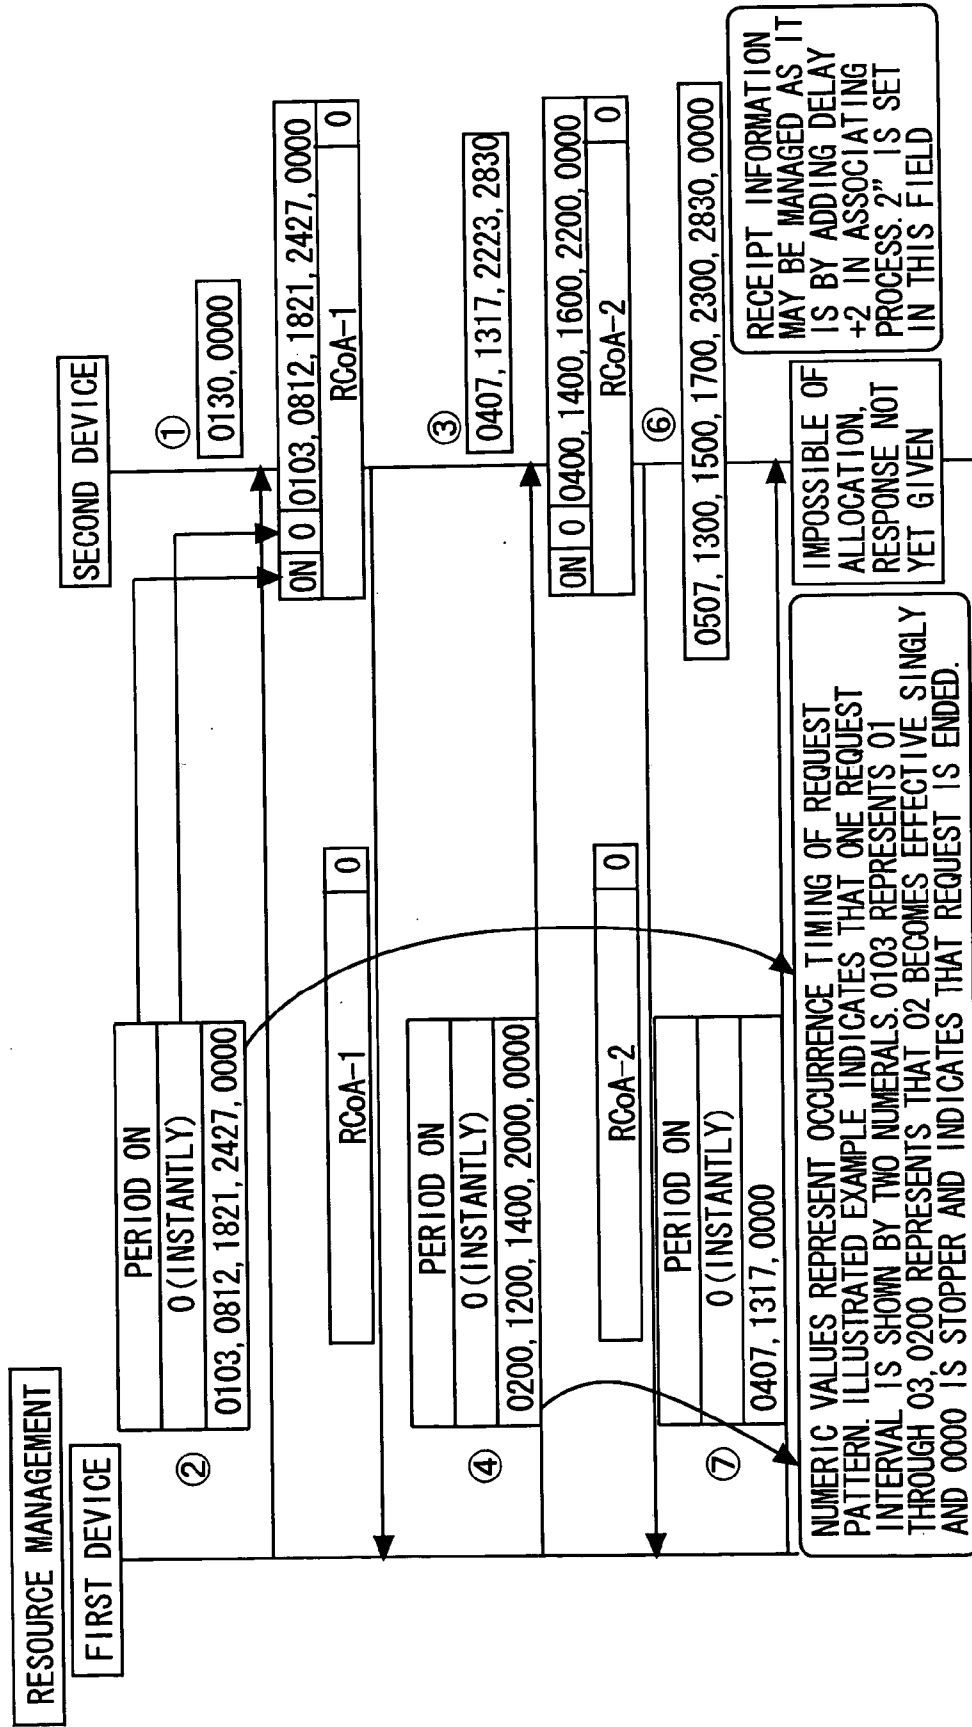 RESOURCE MANAGEMENT
FIRST DEVICE
SECOND DEVICE
①
0130, 0000
②
PERIOD ON
0(INSTANTLY)
0103, 0812, 1821, 2427, 0000
ON 0 0103, 0812, 1821, 2427, 0000
RCoA-1 0
RCoA-1 0
③
0407, 1317, 2223, 2830
④
PERIOD ON
0(INSTANTLY)
0200, 1200, 1400, 2000, 0000
ON 0 0400, 1400, 1600, 2200, 0000
RCoA-2 0
RCoA-2 0
⑥
0507, 1300, 1500, 1700, 2300, 2830, 0000
⑦
PERIOD ON
0(INSTANTLY)
0407, 1317, 0000
NUMERIC VALUES REPRESENT OCCURRENCE TIMING OF REQUEST
PATTERN. ILLUSTRATED EXAMPLE INDICATES THAT ONE REQUEST
INTERVAL IS SHOWN BY TWO NUMERALS. 0103 REPRESENTS 01
THROUGH 03, 0200 REPRESENTS THAT 02 BECOMES EFFECTIVE SINGLY
AND 0000 IS STOPPER AND INDICATES THAT REQUEST IS ENDED.
IMPOSSIBLE OF
ALLOCATION,
RESPONSE NOT
YET GIVEN
RECEIPT INFORMATION
MAY BE MANAGED AS IT
IS BY ADDING DELAY
+2 IN ASSOCIATING
PROCESS. 2" IS SET
IN THIS FIELD